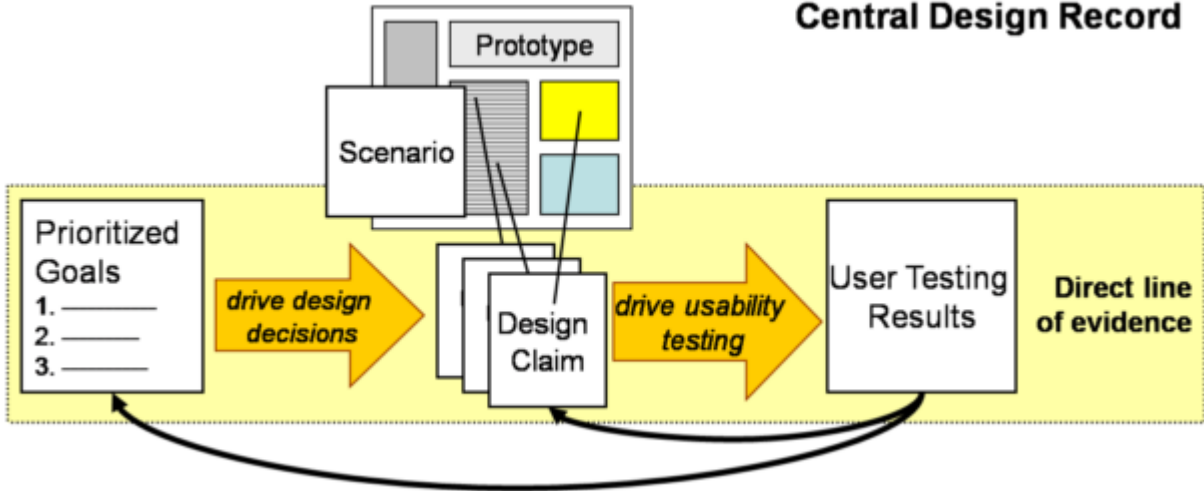 Central Design Record
Prototype
Scenario
Prioritized
Goals
1.
2.
3.
drive design
decisions
Design
Claim
drive usability
testing
User Testing
Results
Direct line
of evidence